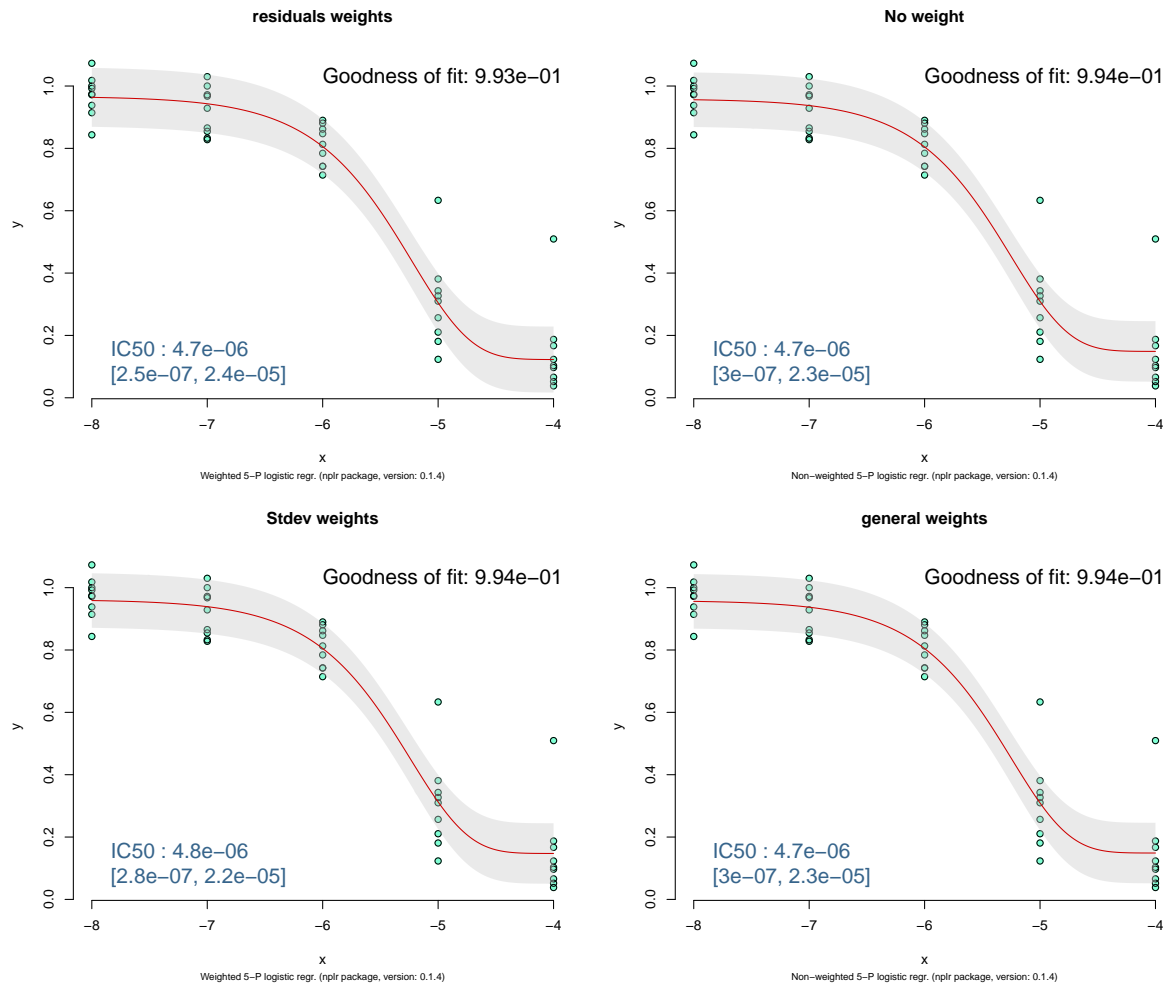 residuals weights
Goodness of fit: 9.93e−01
1.0
0.8
0.6
0.4
0.2
0.0
y
IC50 : 4.7e−06
[2.5e−07, 2.4e−05]
−8 −7 −6 −5 −4
x
Weighted 5−P logistic regr. (nplr package, version: 0.1.4)
No weight
Goodness of fit: 9.94e−01
1.0
0.8
0.6
0.4
0.2
0.0
y
IC50 : 4.7e−06
[3e−07, 2.3e−05]
−8 −7 −6 −5 −4
x
Non−weighted 5−P logistic regr. (nplr package, version: 0.1.4)
Stdev weights
Goodness of fit: 9.94e−01
1.0
0.8
0.6
0.4
0.2
0.0
y
IC50 : 4.8e−06
[2.8e−07, 2.2e−05]
−8 −7 −6 −5 −4
x
Weighted 5−P logistic regr. (nplr package, version: 0.1.4)
general weights
Goodness of fit: 9.94e−01
1.0
0.8
0.6
0.4
0.2
0.0
y
IC50 : 4.7e−06
[3e−07, 2.3e−05]
−8 −7 −6 −5 −4
x
Non−weighted 5−P logistic regr. (nplr package, version: 0.1.4)